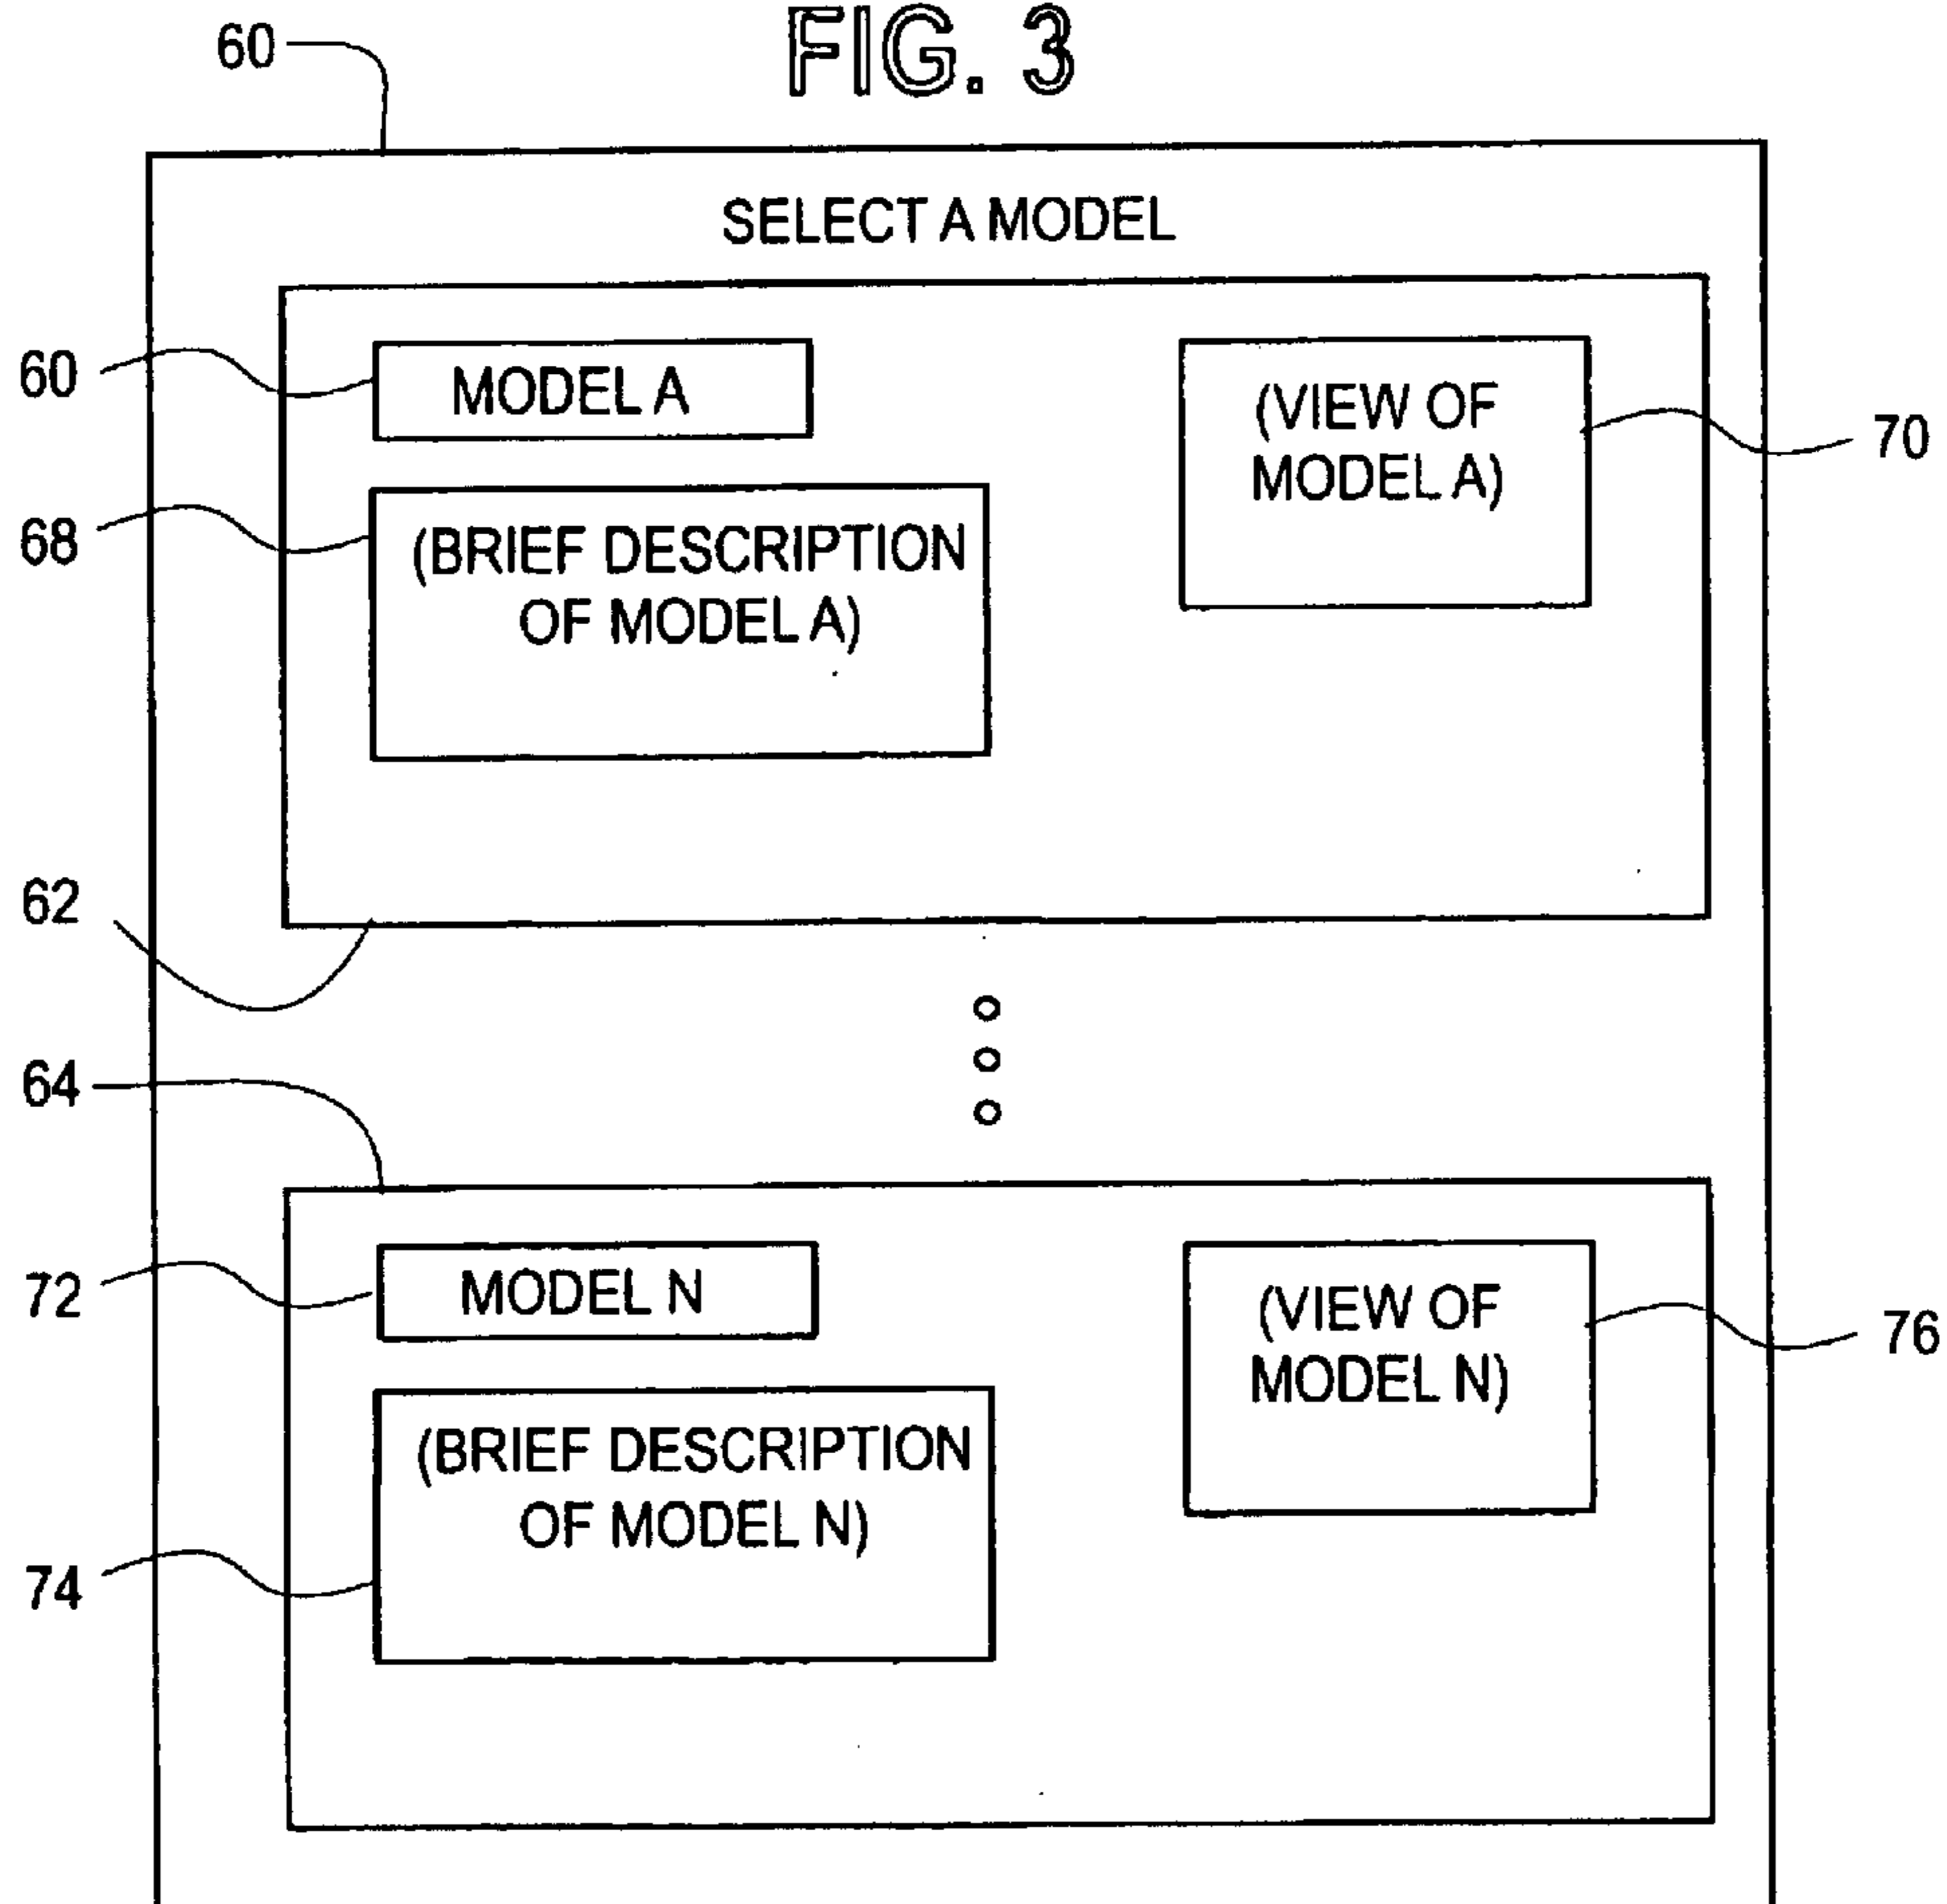 FIG. 3
60
SELECT A MODEL
60
MODEL A
(VIEW OF
MODEL A)
70
68
(BRIEF DESCRIPTION
OF MODEL A)
62
64
72
MODEL N
(VIEW OF
MODEL N)
76
(BRIEF DESCRIPTION
OF MODEL N)
74